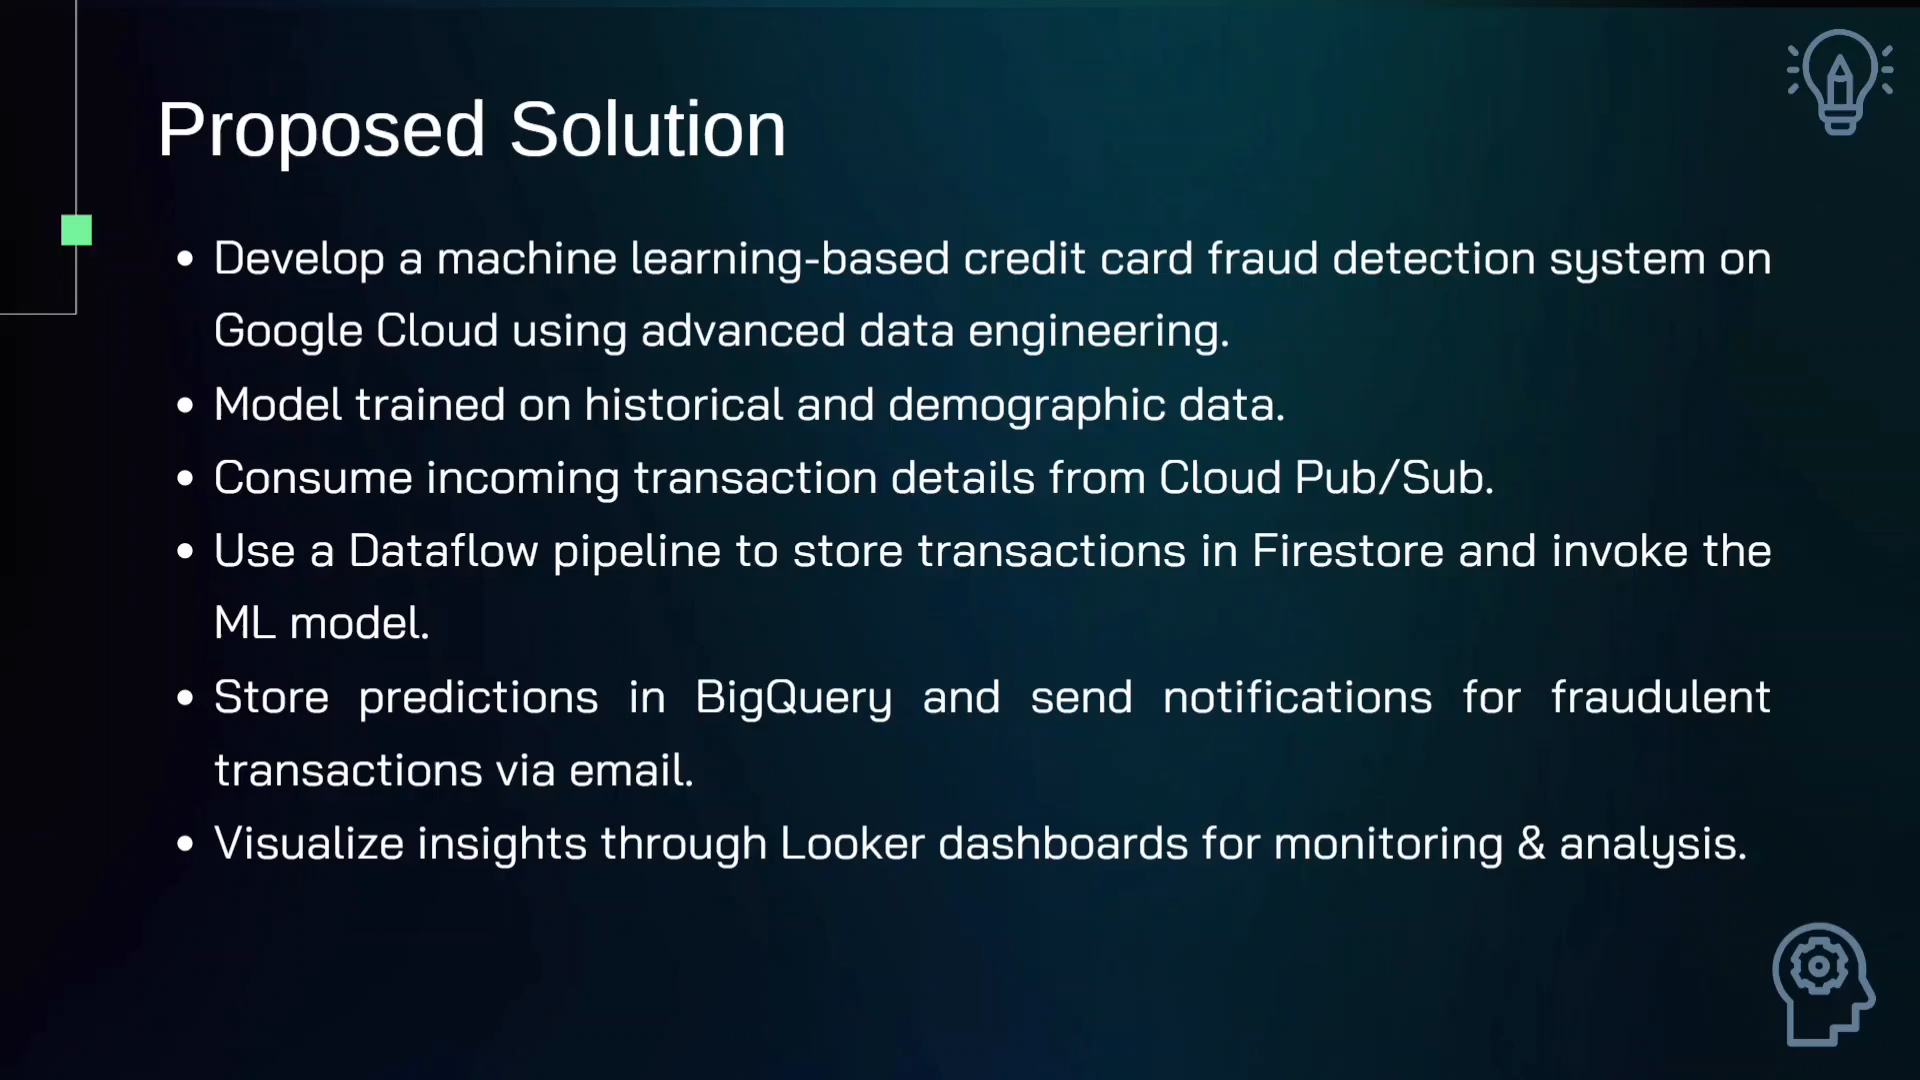 Proposed Solution
• Develop a machine learning-based credit card fraud detection system on
Google Cloud using advanced data engineering.
• Model trained on historical and demographic data.
• Consume incoming transaction details from Cloud Pub/Sub.
• Use a Dataflow pipeline to store transactions in Firestore and invoke the
ML model.
• Store predictions in BigQuery and send notifications for fraudulent
transactions via email.
• Visualize insights through Looker dashboards for monitoring & analysis.